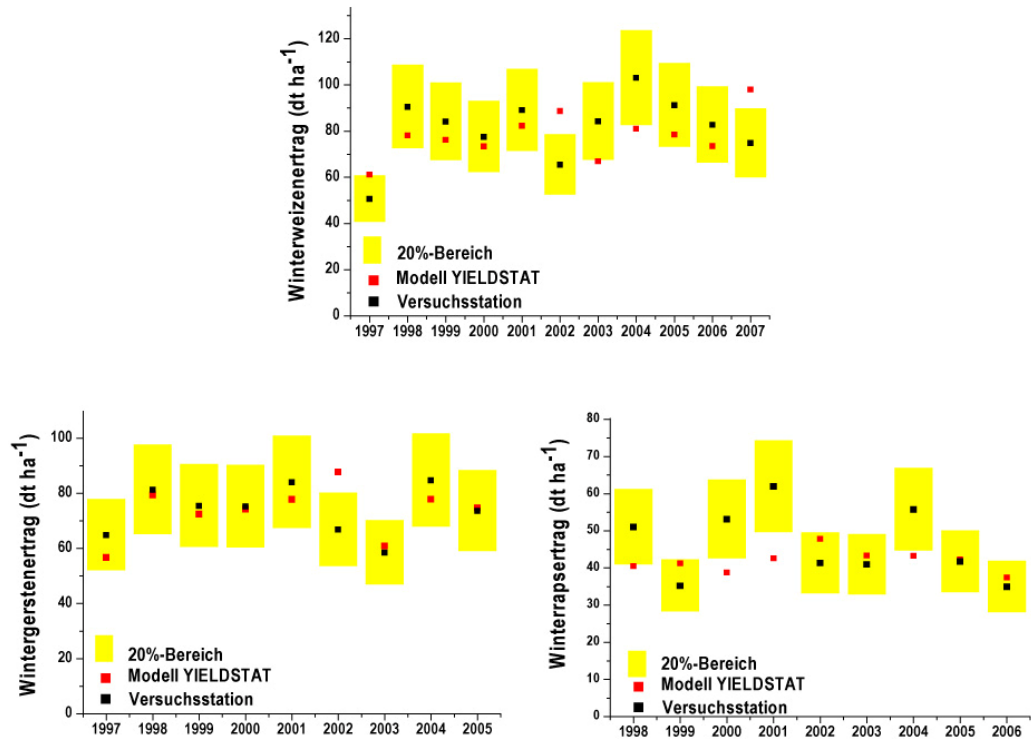 Winterweizenertrag (dt ha⁻¹)
120
100
80
60
40
20
0
20%-Bereich
Modell YIELDSTAT
Versuchsstation
1997 1998 1999 2000 2001 2002 2003 2004 2005 2006 2007
Wintergerstenertrag (dt ha⁻¹)
100
80
60
40
20
0
20%-Bereich
Modell YIELDSTAT
Versuchsstation
1997 1998 1999 2000 2001 2002 2003 2004 2005
Winterrapsertrag (dt ha⁻¹)
80
70
60
50
40
30
20
10
0
20%-Bereich
Modell YIELDSTAT
Versuchsstation
1998 1999 2000 2001 2002 2003 2004 2005 2006